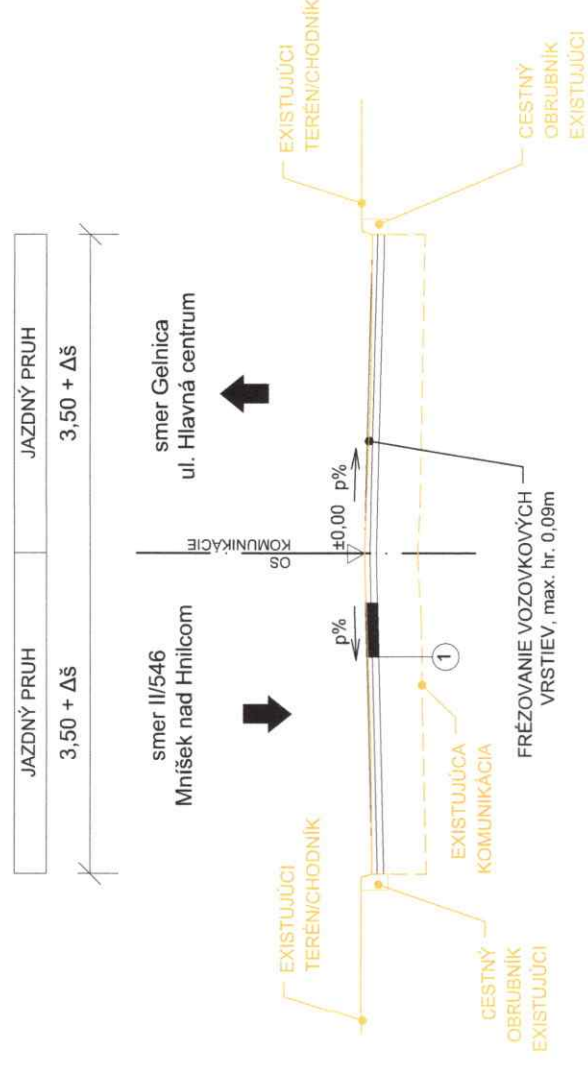 JAZDNÝ PRUH
JAZDNÝ PRUH
3,50 + Δš
3,50 + Δš
smer II/546
Mníšek nad Hnilcom
smer Gelnica
ul. Hlavná centrum
OS
KOMUNIKÁCIE
±0,00
p%
p%
EXISTUJÚCI
TERÉN/CHODNÍK
EXISTUJÚCI
TERÉN/CHODNÍK
1
CESTNÝ
OBRUBNÍK
EXISTUJÚCI
EXISTUJÚCA
KOMUNIKÁCIA
FRÉZOVANIE VOZOVKOVÝCH
VRSTIEV, max. hr. 0,09m
CESTNÝ
OBRUBNÍK
EXISTUJÚCI